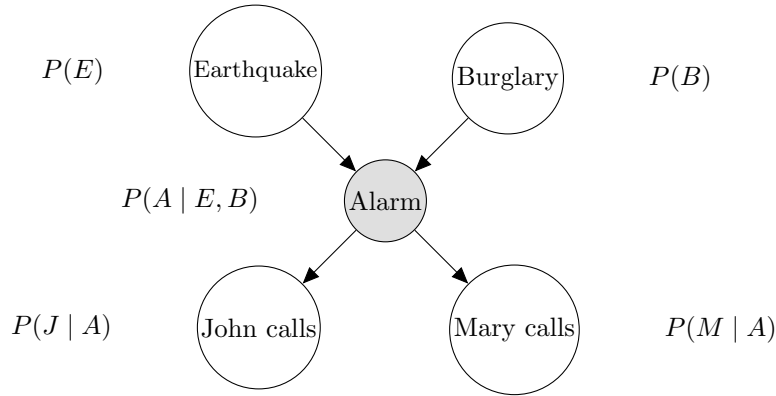 P(E)
Earthquake
Burglary
P(B)
P(A | E, B)
Alarm
P(J | A)
John calls
Mary calls
P(M | A)